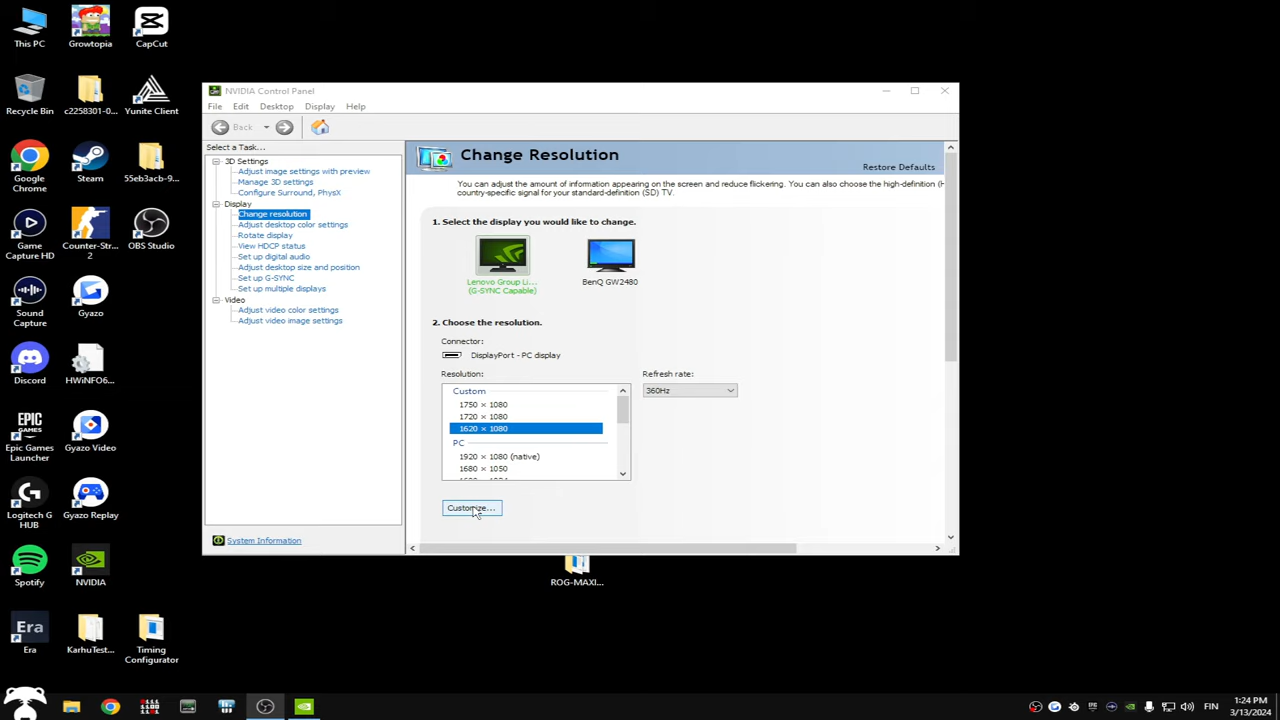 This PC
Growtopia
CapCut
Recycle Bin
c2258301-0...
Yunite Client
Google
Chrome
Steam
55eb3acb-9...
Game
Capture HD
Counter-Str...
2
OBS Studio
Sound
Capture
Gyazo
Discord
HWiNFO6...
Epic Games
Launcher
Gyazo Video
Logitech G
HUB
Gyazo Replay
Spotify
NVIDIA
Era
Era
KarhuTest...
Timing
Configurator
ROG-MAXI...
NVIDIA Control Panel
File Edit Desktop Display Help
Back
Select a Task...
3D Settings
Adjust image settings with preview
Manage 3D settings
Configure Surround, PhysX
Display
Change resolution
Adjust desktop color settings
Rotate display
View HDCP status
Set up digital audio
Adjust desktop size and position
Set up G-SYNC
Set up multiple displays
Video
Adjust video color settings
Adjust video image settings
System Information
Change Resolution
Restore Defaults
You can adjust the amount of information appearing on the screen and reduce flickering. You can also choose the high-definition (H
country-specific signal for your standard-definition (SD) TV.
1. Select the display you would like to change.
Lenovo Group Li...
(G-SYNC Capable)
BenQ GW2480
2. Choose the resolution.
Connector:
DisplayPort - PC display
Resolution:
Refresh rate:
Custom
360Hz
1750 × 1080
1720 × 1080
1620 × 1080
PC
1920 × 1080 (native)
1680 × 1050
Customize...
FIN
1:24 PM
3/13/2024